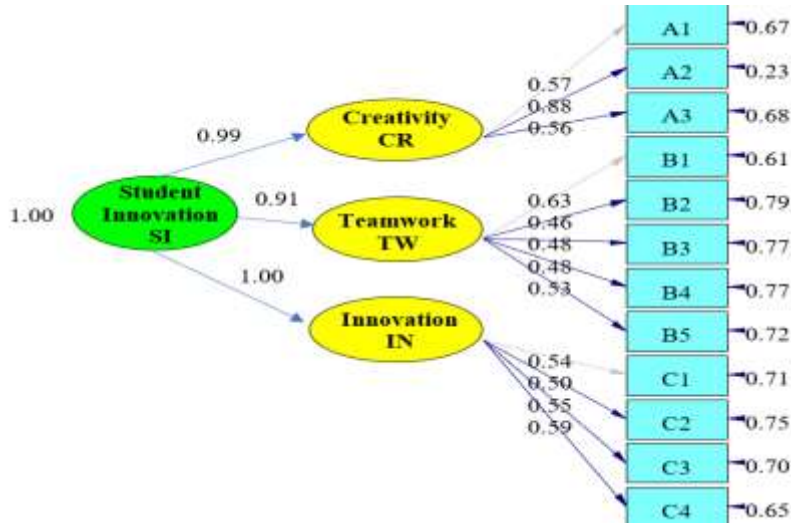 A1
0.67
0.57
A2
0.23
0.88
Creativity
CR
0.56
A3
0.68
0.99
B1
0.61
Student
Innovation
SI
1.00
0.91
Teamwork
TW
0.63
B2
0.79
0.46
B3
0.77
0.48
0.48
B4
0.77
0.53
B5
0.72
1.00
Innovation
IN
0.54
C1
0.71
0.50
C2
0.75
0.55
0.59
C3
0.70
C4
0.65